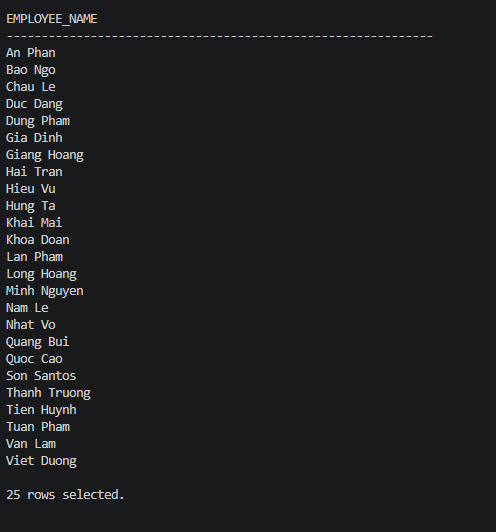 EMPLOYEE_NAME
-------------------------------------------------------------
An Phan
Bao Ngo
Chau Le
Duc Dang
Dung Pham
Gia Dinh
Giang Hoang
Hai Tran
Hieu Vu
Hung Ta
Khai Mai
Khoa Doan
Lan Pham
Long Hoang
Minh Nguyen
Nam Le
Nhat Vo
Quang Bui
Quoc Cao
Son Santos
Thanh Truong
Tien Huynh
Tuan Pham
Van Lam
Viet Duong
25 rows selected.